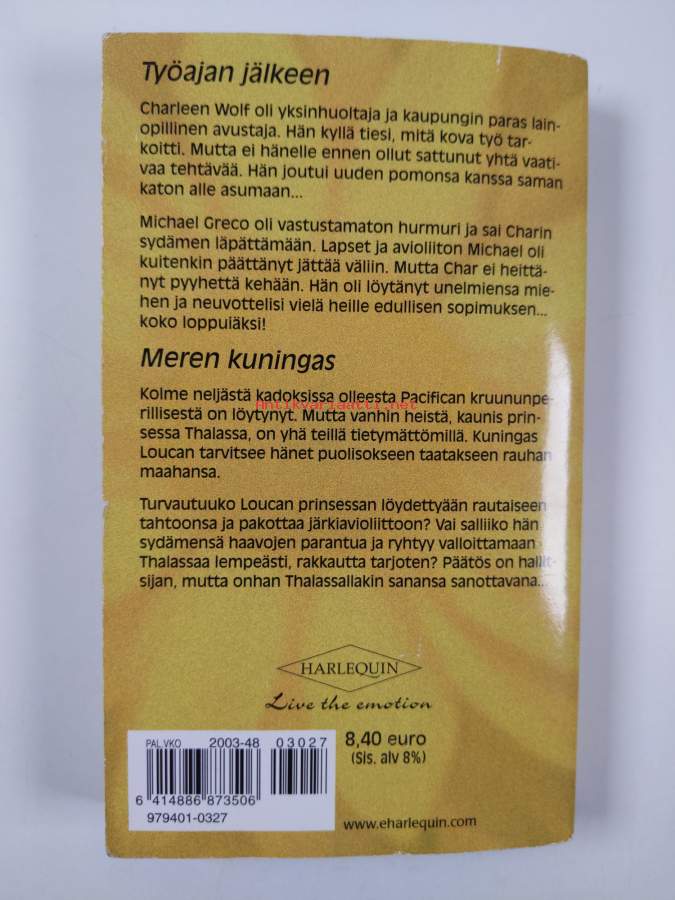 Työajan jälkeen
Charleen Wolf oli yksinhuoltaja ja kaupungin paras lain-
opillinen avustaja. Hän kyllä tiesi, mitä kova työ tar-
koitti. Mutta ei hänelle ennen ollut sattunut yhtä vaati-
vaa tehtävää. Hän joutui uuden pomonsa kanssa saman
katon alle asumaan...
Michael Greco oli vastustamaton hurmuri ja sai Charin
sydämen läpättämään. Lapset ja avioliiton Michael oli
kuitenkin päättänyt jättää väliin. Mutta Char ei heittä-
nyt pyyhettä kehään. Hän oli löytänyt unelmiensa mie-
hen ja neuvottelisi vielä heille edullisen sopimuksen...
koko loppuiäksi!
Meren kuningas
Kolme neljästä kadoksissa olleesta Pacifican kruununpe-
Antikvariaatti.net
rillisestä on löytynyt. Mutta vanhin heistä, kaunis prin-
sessa Thalassa, on yhä teillä tietymättömillä. Kuningas
Loucan tarvitsee hänet puolisokseen taatakseen rauhan
maahansa.
Turvautuuko Loucan prinsessan löydettyään rautaiseen
tahtoonsa ja pakottaa järkiavioliittoon? Vai salliiko hän
sydämensä haavojen parantua ja ryhtyy valloittamaan
Thalassaa lempeästi, rakkautta tarjoten? Päätös on hallit-
sijan, mutta onhan Thalassallakin sanansa sanottavana...
HARLEQUIN
Live the emotion
PAL.VKO 2003-48 03027
6 414886 873506
979401-0327
8,40 euro
(Sis. alv 8%)
www.eharlequin.com